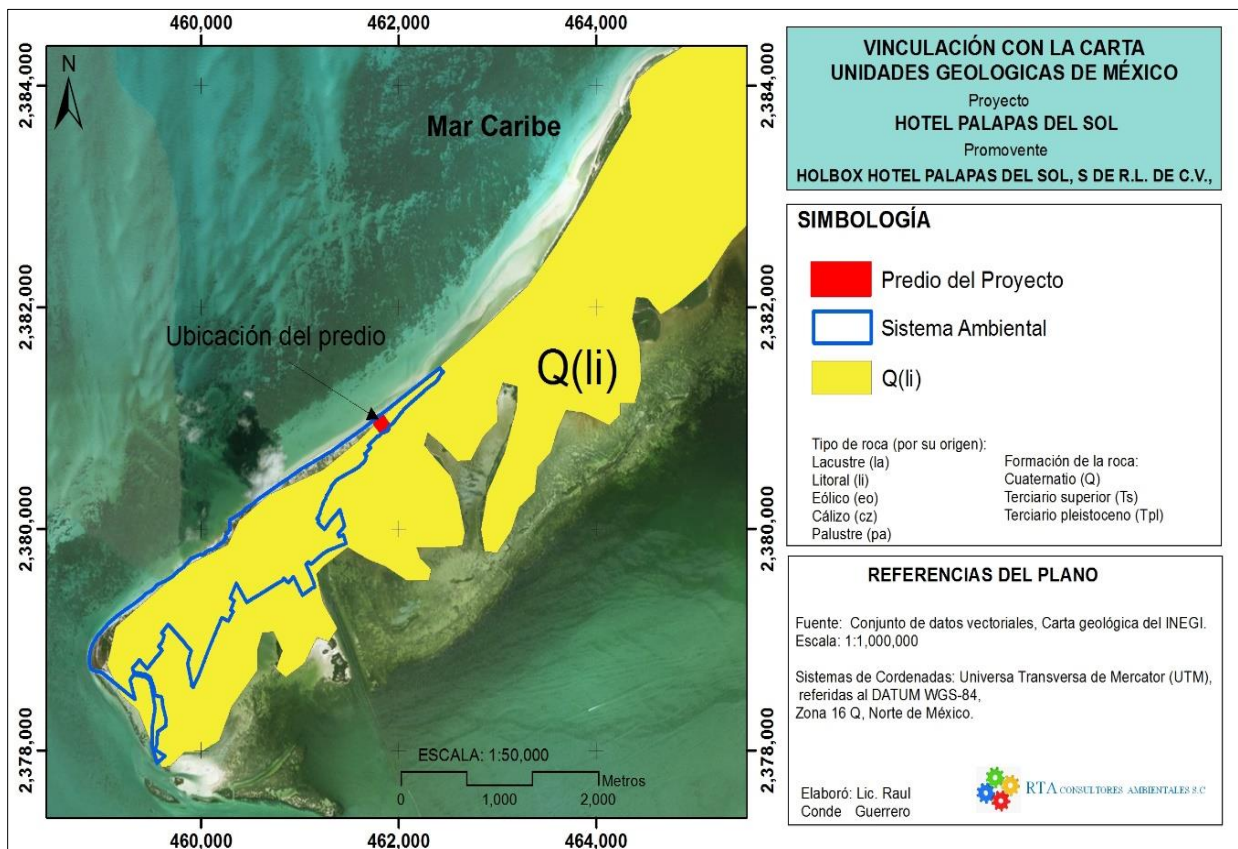 460,000
462,000
464,000
2,384,000
2,382,000
2,380,000
2,378,000
2,384,000
2,382,000
2,380,000
2,378,000
N
Mar Caribe
Ubicación del predio
Q(li)
ESCALA: 1:50,000
Metros
0
1,000
2,000
460,000
462,000
464,000
VINCULACIÓN CON LA CARTA
UNIDADES GEOLOGICAS DE MÉXICO
Proyecto
HOTEL PALAPAS DEL SOL
Promovente
HOLBOX HOTEL PALAPAS DEL SOL, S DE R.L. DE C.V.,
SIMBOLOGÍA
Predio del Proyecto
Sistema Ambiental
Q(li)
Tipo de roca (por su origen):
Lacustre (la)
Litoral (li)
Eólico (eo)
Cálizo (cz)
Palustre (pa)
Formación de la roca:
Cuaternatio (Q)
Terciario superior (Ts)
Terciario pleistoceno (Tpl)
REFERENCIAS DEL PLANO
Fuente: Conjunto de datos vectoriales, Carta geológica del INEGI.
Escala: 1:1,000,000
Sistemas de Cordenadas: Universa Transversa de Mercator (UTM),
referidas al DATUM WGS-84,
Zona 16 Q, Norte de México.
Elaboró: Lic. Raul
Conde Guerrero
RTA CONSULTORES AMBIENTALES S.C